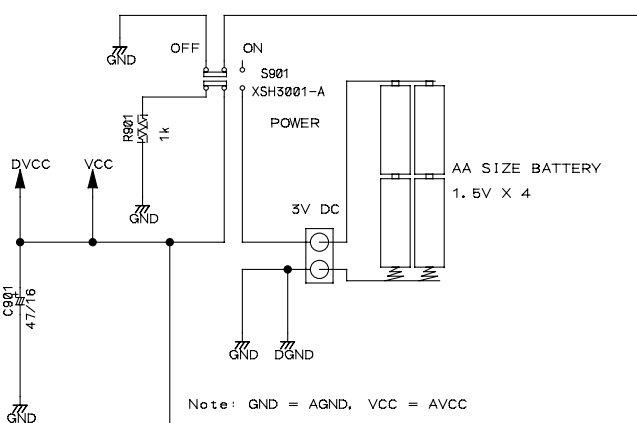 OFF
ON
GND
S901
XSH3001-A
R901
1k
POWER
DVCC
VCC
AA SIZE BATTERY
1.5V X 4
GND
3V DC
C901
+
47/16
GND
DGND
GND
Note: GND = AGND, VCC = AVCC